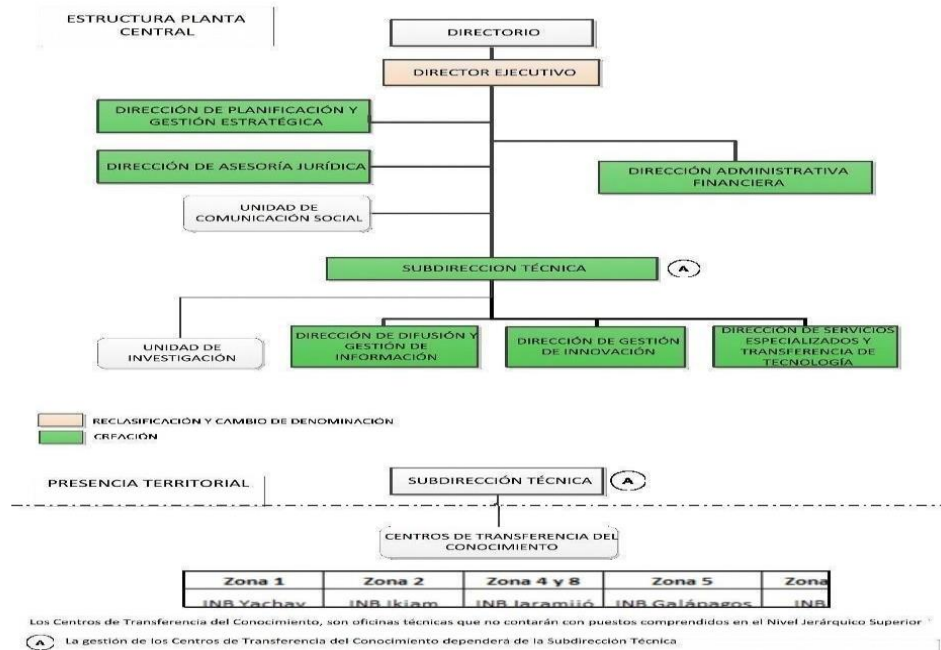 ESTRUCTURA PLANTA
CENTRAL
DIRECTORIO
DIRECTOR EJECUTIVO
DIRECCIÓN DE PLANIFICACIÓN Y
GESTIÓN ESTRATÉGICA
DIRECCIÓN DE ASESORÍA JURÍDICA
DIRECCIÓN ADMINISTRATIVA
FINANCIERA
UNIDAD DE
COMUNICACIÓN SOCIAL
SUBDIRECCION TÉCNICA
A
UNIDAD DE
INVESTIGACIÓN
DIRECCIÓN DE DIFUSIÓN Y
GESTIÓN DE
INFORMACIÓN
DIRECCIÓN DE GESTIÓN
DE INNOVACIÓN
DIRECCIÓN DE SERVICIOS
ESPECIALIZADOS Y
TRANSFERENCIA DE
TECNOLOGÍA
RECLASIFICACIÓN Y CAMBIO DE DENOMINACIÓN
CREACIÓN
PRESENCIA TERRITORIAL
SUBDIRECCIÓN TÉCNICA
A
CENTROS DE TRANSFERENCIA DEL
CONOCIMIENTO
Zona 1 Zona 2 Zona 4 y 8 Zona 5 Zona
INB Yachay INB Ikiam INB Jaramijó INB Galápagos INB
Los Centros de Transferencia del Conocimiento, son oficinas técnicas que no contarán con puestos comprendidos en el Nivel Jerárquico Superior
A La gestión de los Centros de Transferencia del Conocimiento dependerá de la Subdirección Técnica